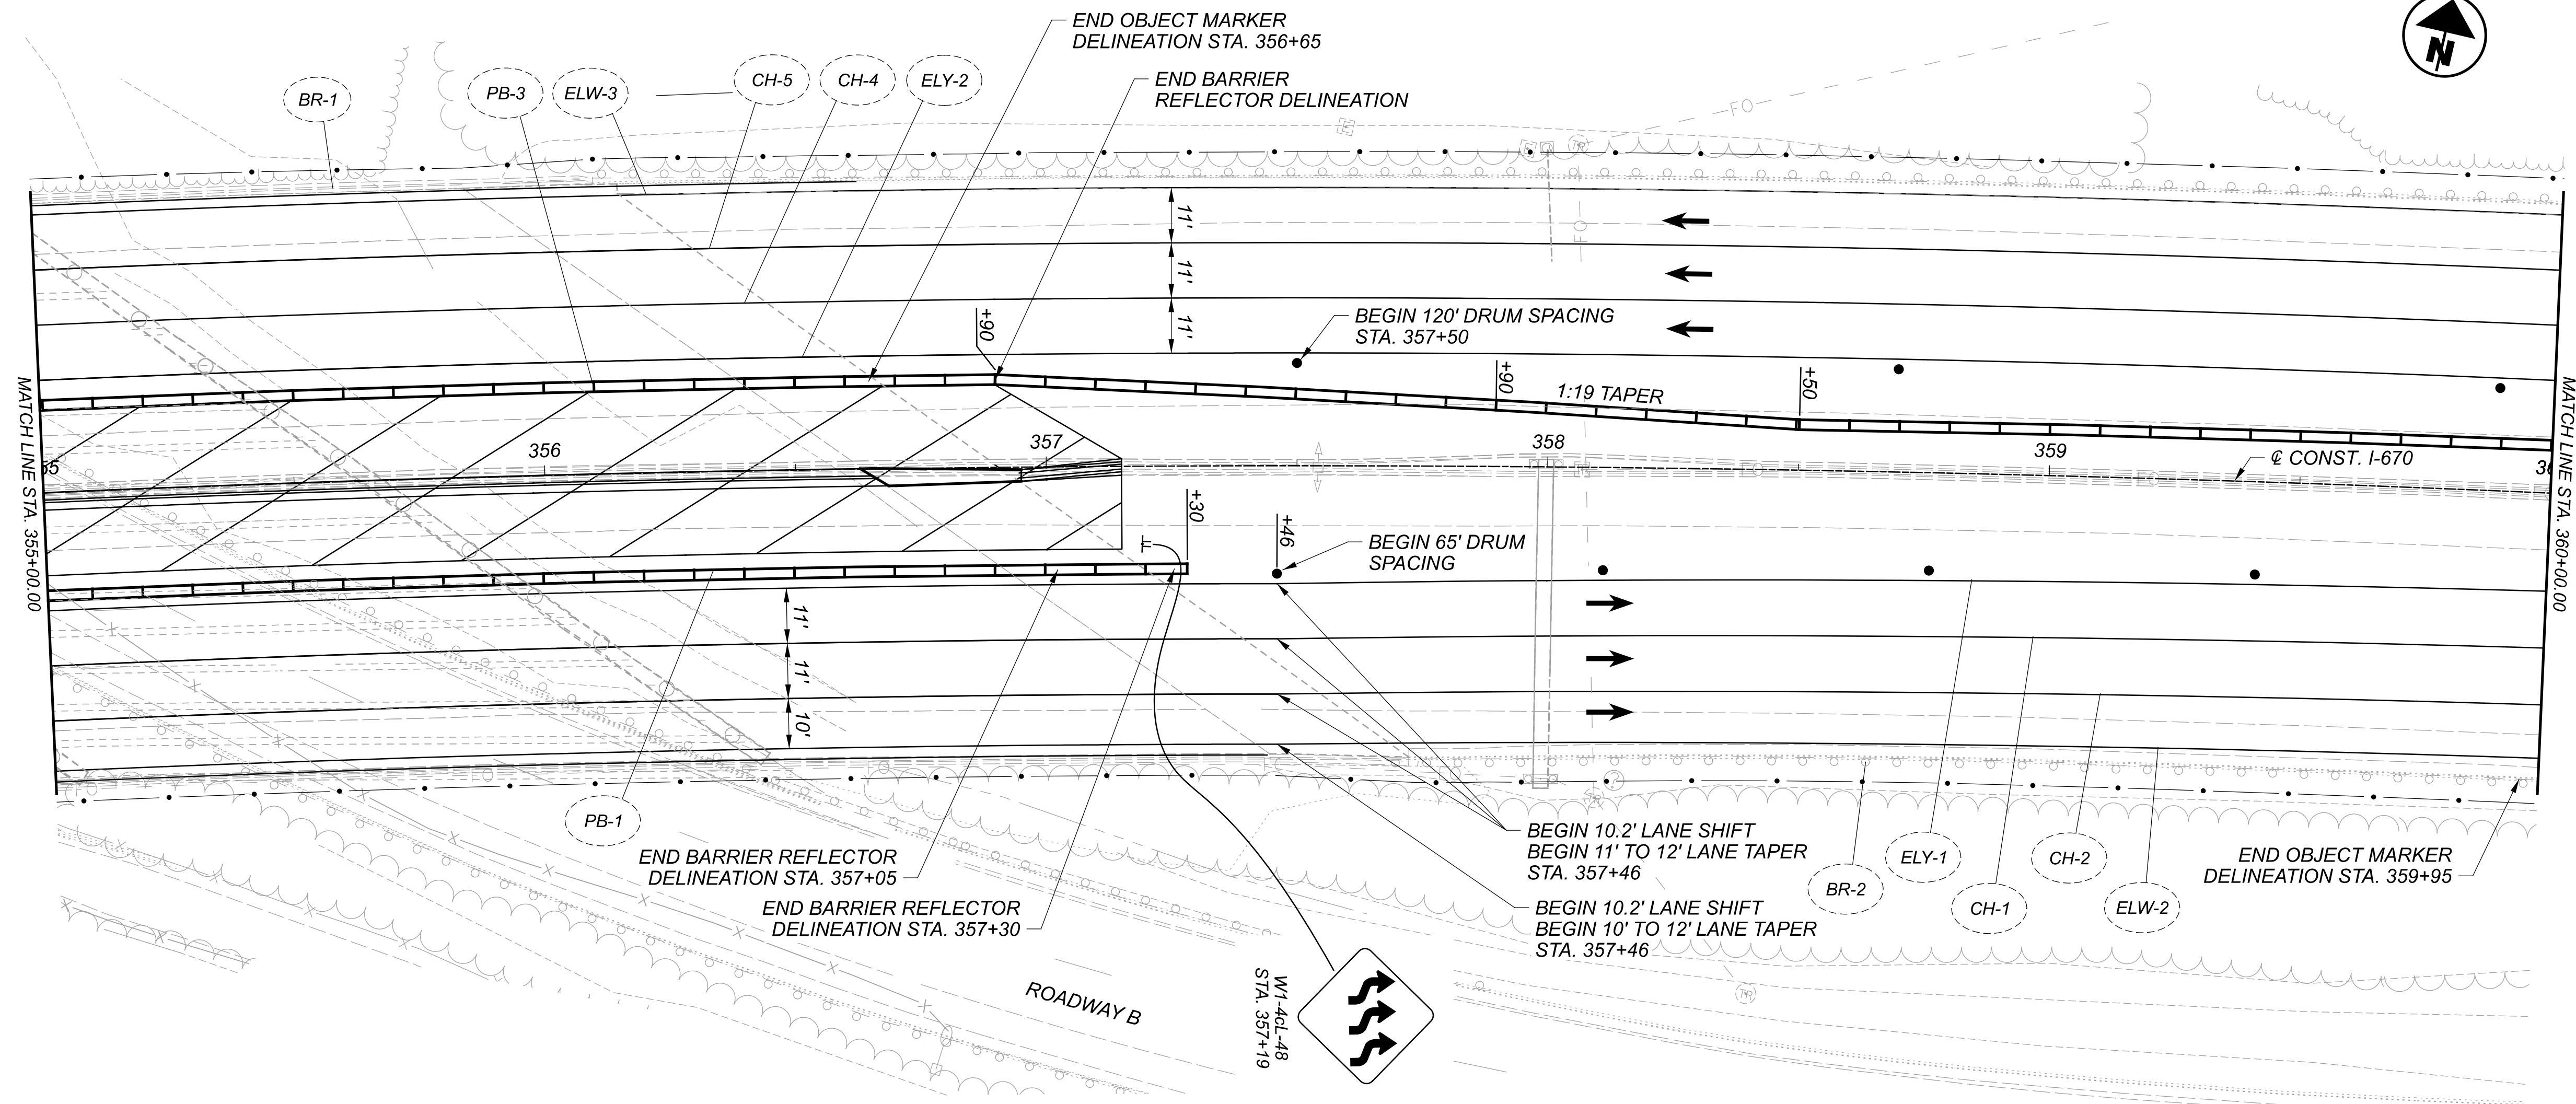 END OBJECT MARKER
DELINEATION STA. 356+65
END BARRIER
REFLECTOR DELINEATION
N
BR-1
PB-3
ELW-3
CH-5
CH-4
ELY-2
FO
TR
11'
11'
11'
FO
+90
BEGIN 120' DRUM SPACING
STA. 357+50
+90
1:19 TAPER
+50
MATCH LINE STA. 355+00.00
MATCH LINE STA. 360+00.00
356
357
358
359
℄ CONST. I-670
+30
+46
BEGIN 65' DRUM
SPACING
11'
11'
10'
FO
PB-1
END BARRIER REFLECTOR
DELINEATION STA. 357+05
END BARRIER REFLECTOR
DELINEATION STA. 357+30
BEGIN 10.2' LANE SHIFT
BEGIN 11' TO 12' LANE TAPER
STA. 357+46
BEGIN 10.2' LANE SHIFT
BEGIN 10' TO 12' LANE TAPER
STA. 357+46
BR-2
ELY-1
CH-1
CH-2
ELW-2
END OBJECT MARKER
DELINEATION STA. 359+95
ROADWAY B
W1-4cL-48
STA. 357+19